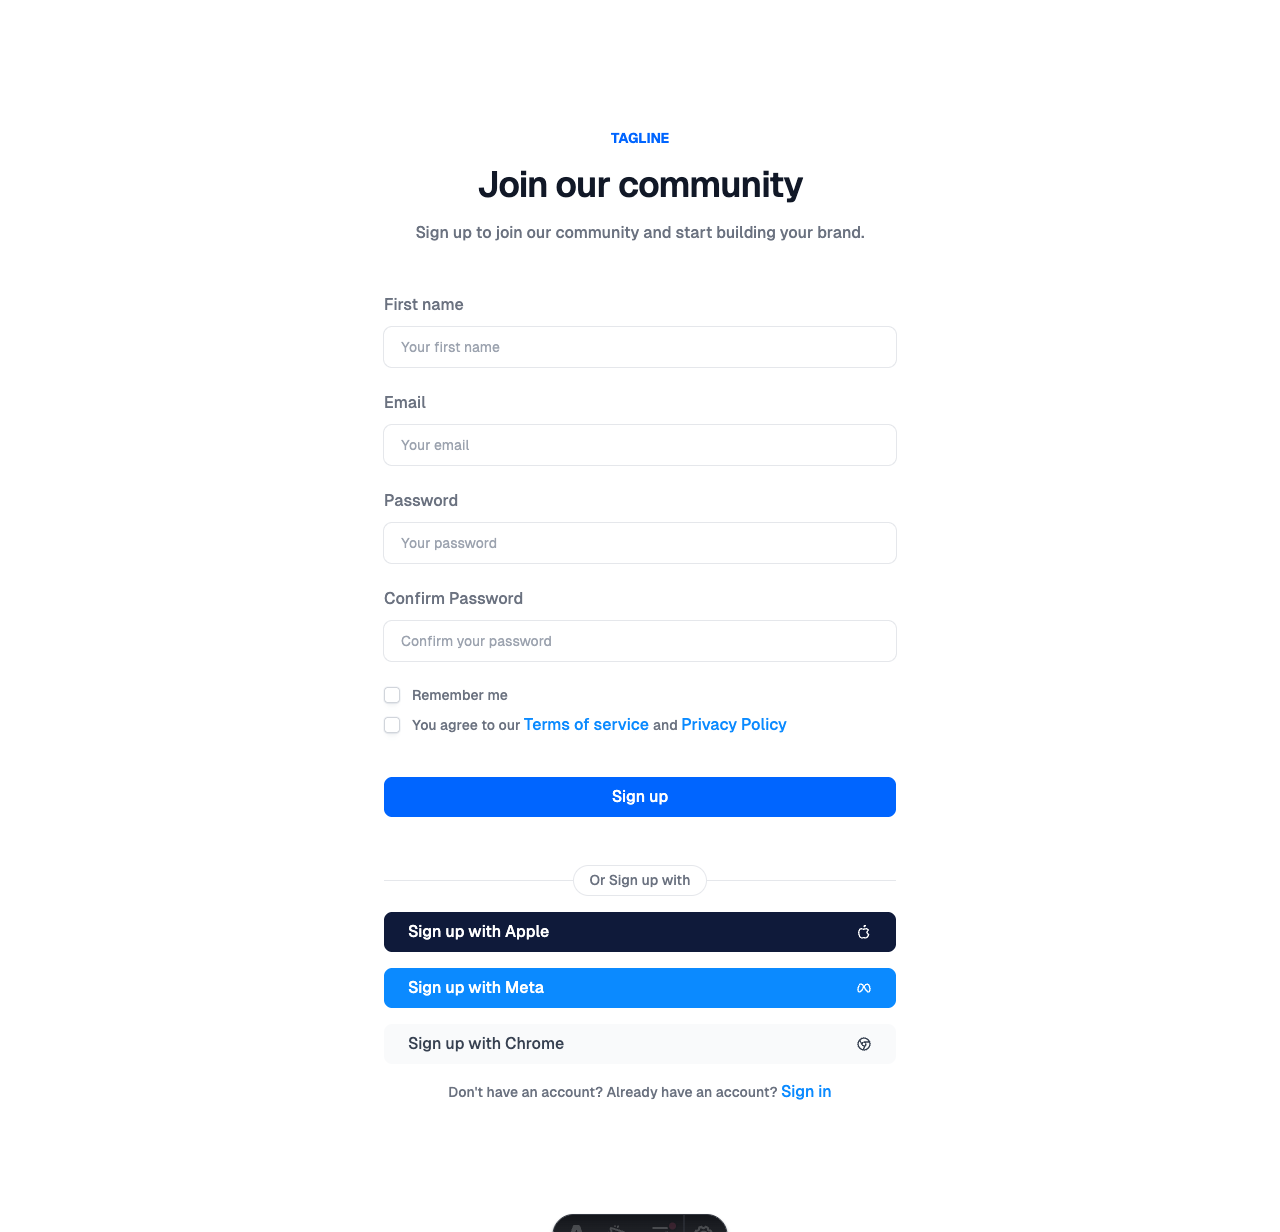 TAGLINE
Join our community
Sign up to join our community and start building your brand.
First name
Your first name
Email
Your email
Password
Your password
Confirm Password
Confirm your password
Remember me
You agree to our Terms of service and Privacy Policy
Sign up
Or Sign up with
Sign up with Apple
Sign up with Meta
Sign up with Chrome
Don't have an account? Already have an account? Sign in